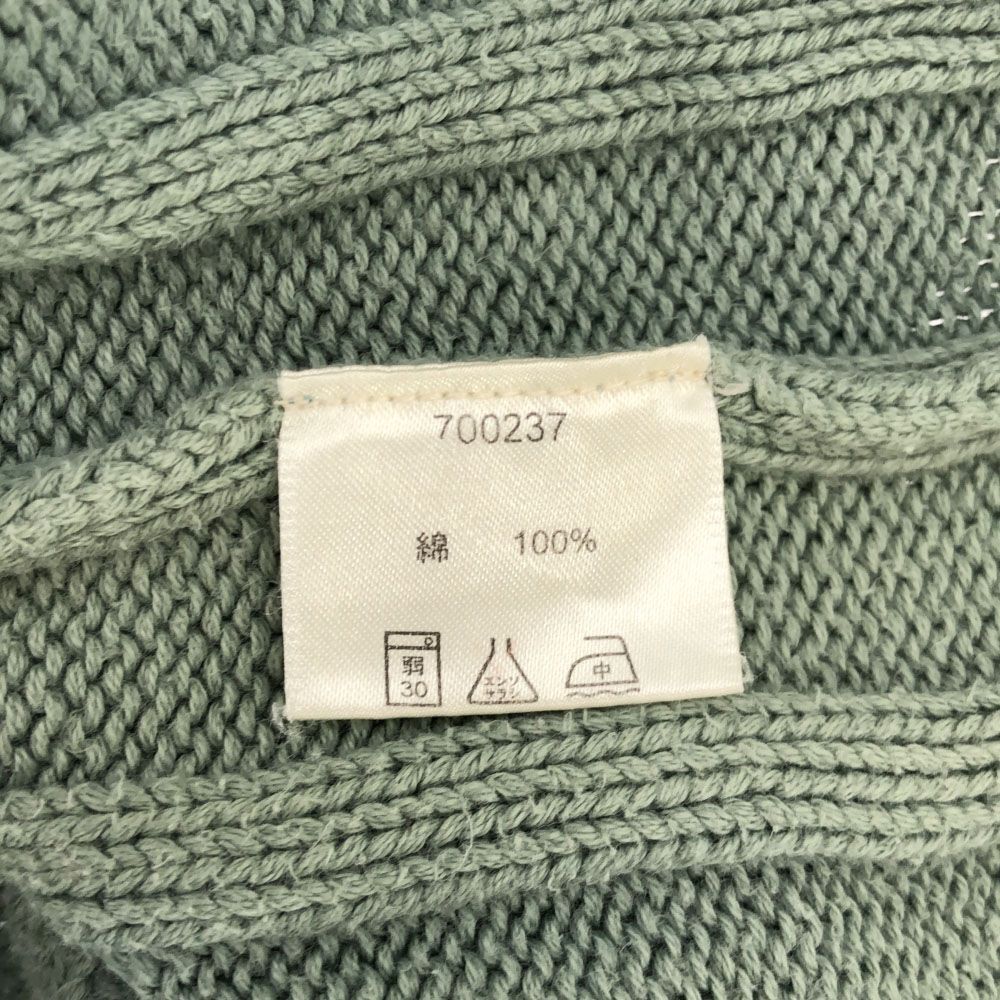 700237
綿 100%
弱 30
エンソ サラシ
中